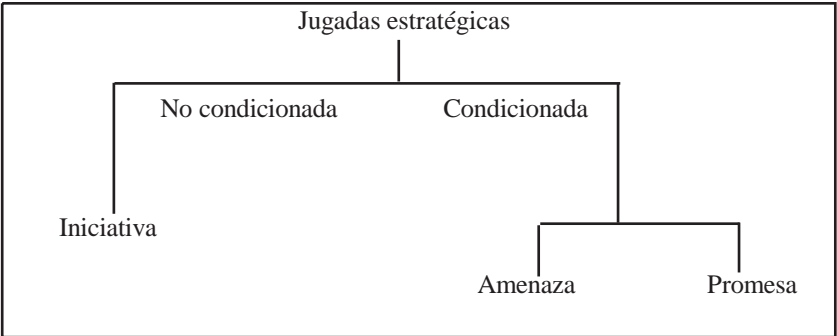 Jugadas estratégicas
No condicionada Condicionada
Iniciativa
Amenaza Promesa